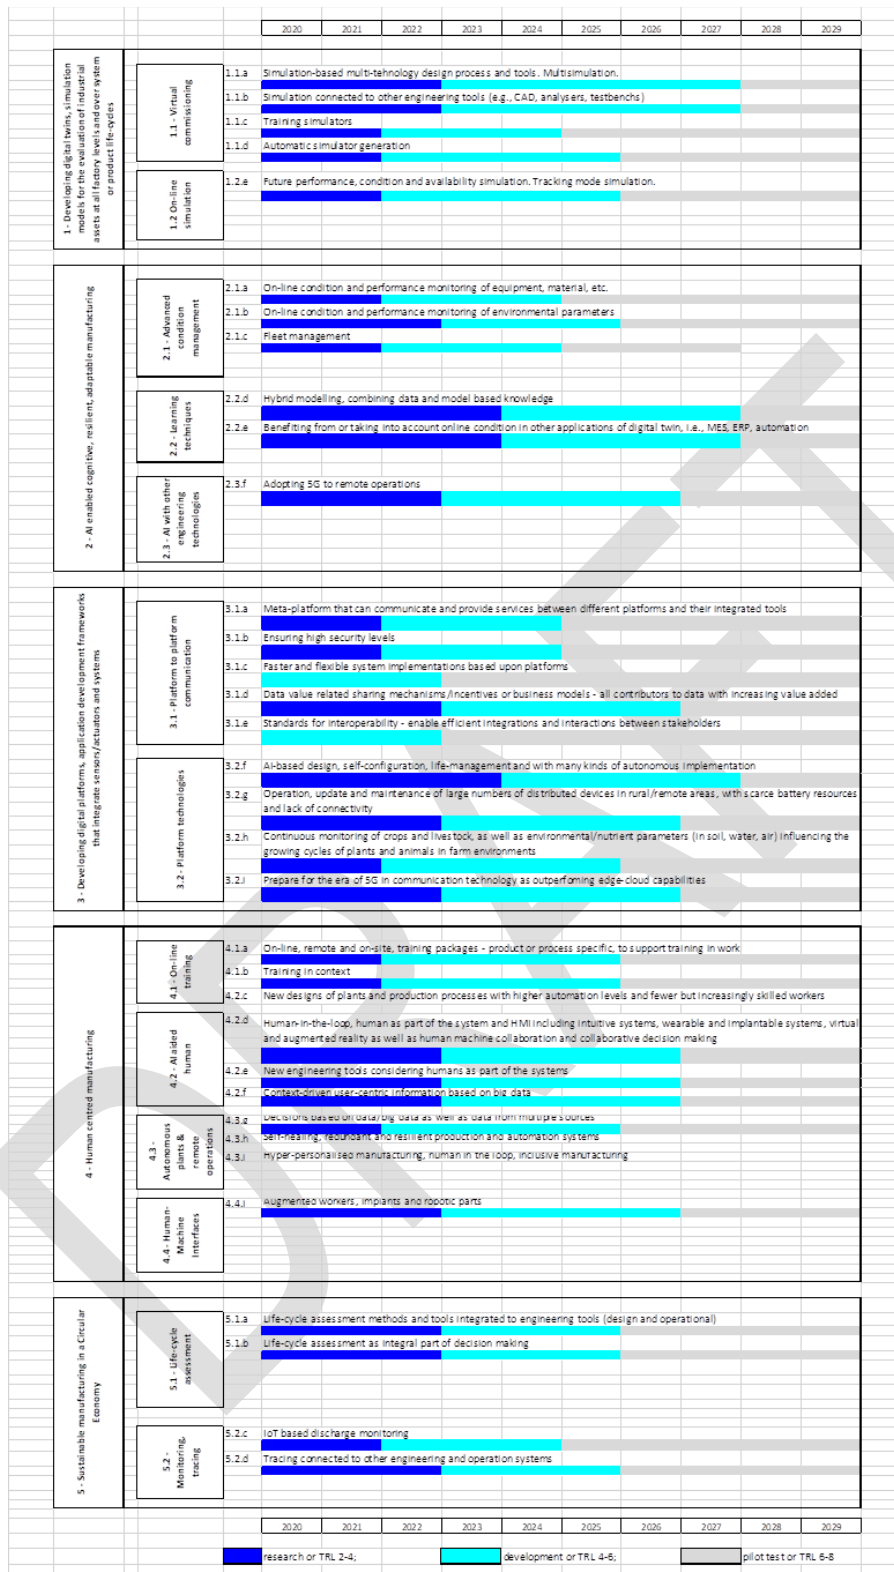 2020 2021 2022 2023 2024 2025 2026 2027 2028 2029
1 - Developing digital twins, simulation
models for the evaluation of industrial
assets at all factory levels and over system
or product life-cycles
1.1 - Virtual
commissioning
1.1.a Simulation-based multi-tehnology design process and tools. Multisimulation.
1.1.b Simulation connected to other engineering tools (e.g., CAD, analysers, testbenchs)
1.1.c Training simulators
1.1.d Automatic simulator generation
1.2 On-line
simulation
1.2.e Future performance, condition and availability simulation. Tracking mode simulation.
2 - AI enabled cognitive, resilient, adaptable manufacturing
2.1 - Advanced
condition
management
2.1.a On-line condition and performance monitoring of equipment, material, etc.
2.1.b On-line condition and performance monitoring of environmental parameters
2.1.c Fleet management
2.2 - Learning
techniques
2.2.d Hybrid modelling, combining data and model based knowledge
2.2.e Benefiting from or taking into account online condition in other applications of digital twin, i.e., MES, ERP, automation
2.3 - AI with other
engineering
technologies
2.3.f Adopting 5G to remote operations
3 - Developing digital platforms, application development frameworks
that integrate sensors/actuators and systems
3.1 - Platform to platform
communication
3.1.a Meta-platform that can communicate and provide services between different platforms and their integrated tools
3.1.b Ensuring high security levels
3.1.c Faster and flexible system implementations based upon platforms
3.1.d Data value related sharing mechanisms/incentives or business models - all contributors to data with increasing value added
3.1.e Standards for interoperability - enable efficient integrations and interactions between stakeholders
3.2 - Platform technologies
3.2.f AI-based design, self-configuration, life-management and with many kinds of autonomous implementation
3.2.g Operation, update and maintenance of large numbers of distributed devices in rural/remote areas, with scarce battery resources
and lack of connectivity
3.2.h Continuous monitoring of crops and livestock, as well as environmental/nutrient parameters (in soil, water, air) influencing the
growing cycles of plants and animals in farm environments
3.2.i Prepare for the era of 5G in communication technology as outperfoming edge-cloud capabilities
4 - Human centred manufacturing
4.1 - On-line
training
4.1.a On-line, remote and on-site, training packages - product or process specific, to support training in work
4.1.b Training in context
4.2.c New designs of plants and production processes with higher automation levels and fewer but increasingly skilled workers
4.2 - AI aided
human
4.2.d Human-in-the-loop, human as part of the system and HMI including intuitive systems, wearable and implantable systems, virtual
and augmented reality as well as human machine collaboration and collaborative decision making
4.2.e New engineering tools considering humans as part of the systems
4.2.f Context-driven user-centric information based on big data
4.3 -
Autonomous
plants &
remote
operations
4.3.g Decisions based on data/big data as well as data from multiple sources
4.3.h Self-healing, redundant and resilient production and automation systems
4.3.i Hyper-personalised manufacturing, human in the loop, inclusive manufacturing
4.4 - Human-
Machine
Interfaces
4.4.i Augmented workers, implants and robotic parts
5 - Sustainable manufacturing in a Circular
Economy
5.1 - Life-cycle
assessment
5.1.a Life-cycle assessment methods and tools integrated to engineering tools (design and operational)
5.1.b Life-cycle assessment as integral part of decision making
5.2 -
Monitoring,
tracing
5.2.c IoT based discharge monitoring
5.2.d Tracing connected to other engineering and operation systems
2020 2021 2022 2023 2024 2025 2026 2027 2028 2029
research or TRL 2-4; development or TRL 4-6; pilot test or TRL 6-8
DRAFT